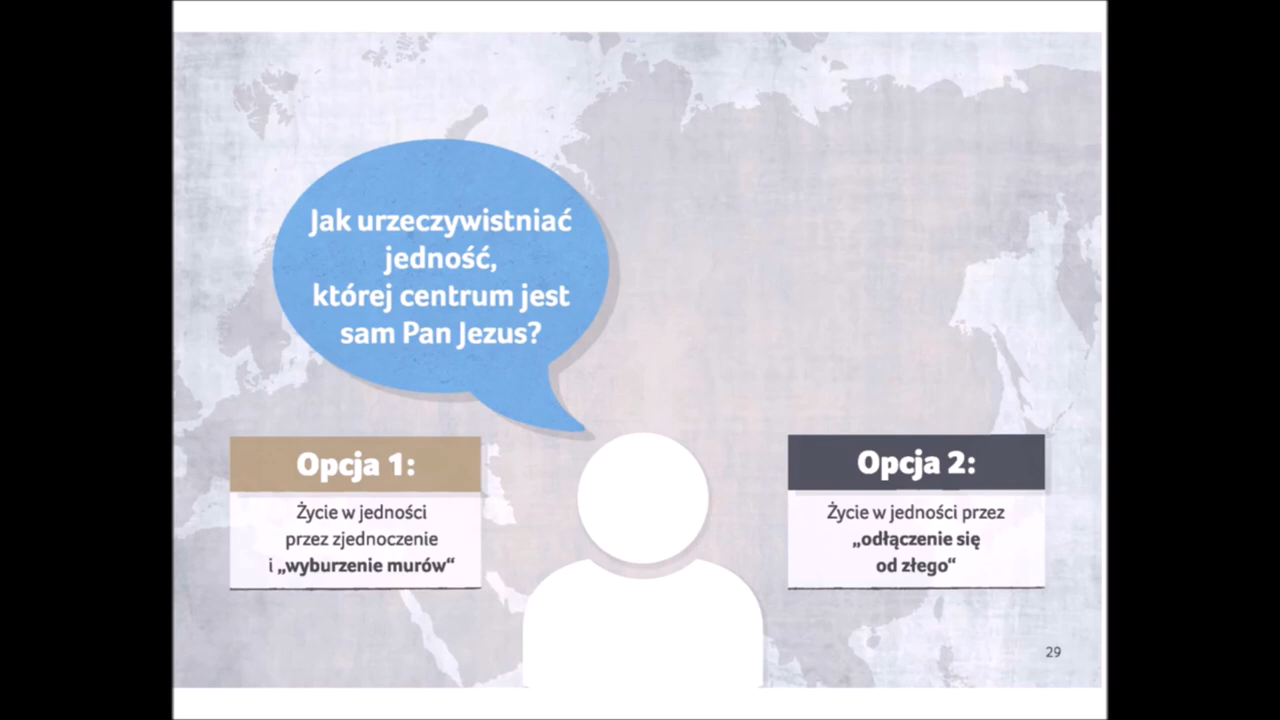 Jak urzeczywistniać
jedność,
której centrum jest
sam Pan Jezus?
Opcja 1:
Życie w jedności
przez zjednoczenie
i „wyburzenie murów“
Opcja 2:
Życie w jedności przez
„odłączenie się
od złego“
29